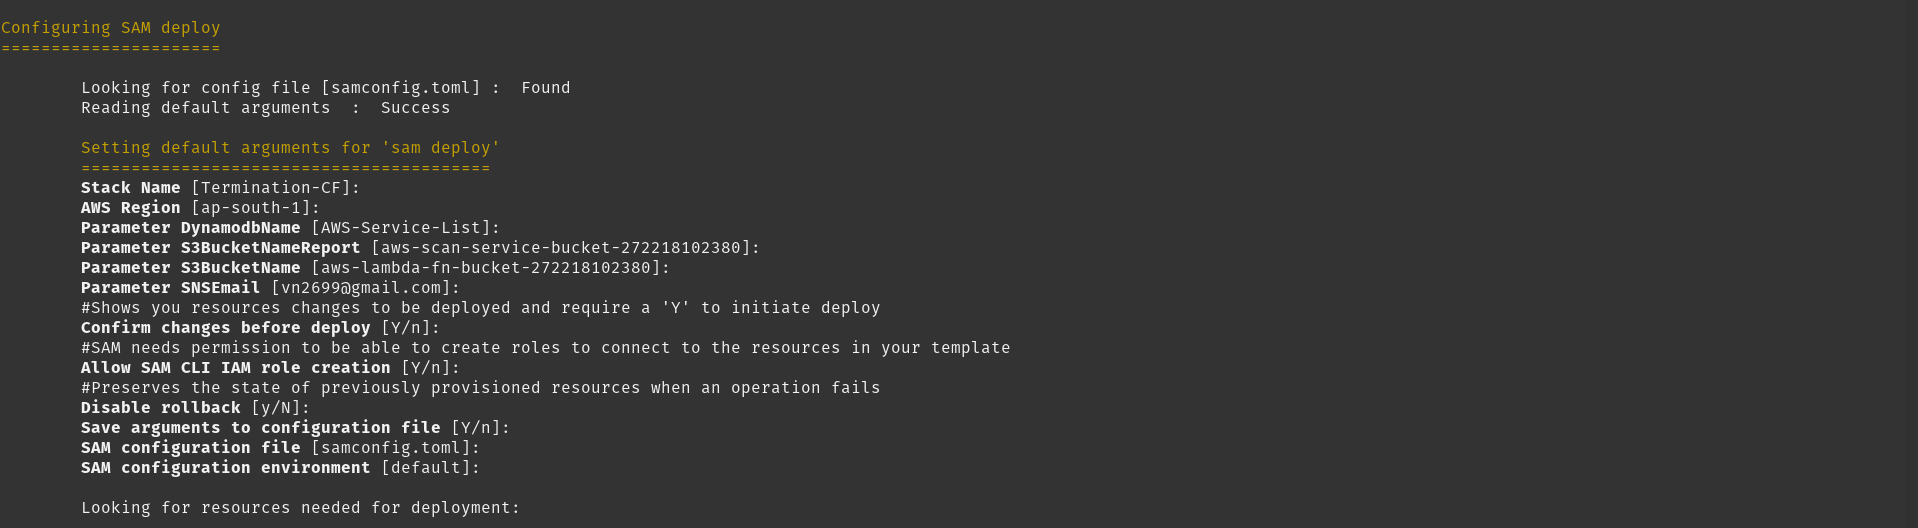 Configuring SAM deploy
======================
Looking for config file [samconfig.toml] :  Found
Reading default arguments  :  Success
Setting default arguments for 'sam deploy'
=========================================
Stack Name [Termination-CF]:
AWS Region [ap-south-1]:
Parameter DynamodbName [AWS-Service-List]:
Parameter S3BucketNameReport [aws-scan-service-bucket-272218102380]:
Parameter S3BucketName [aws-lambda-fn-bucket-272218102380]:
Parameter SNSEmail [vn2699@gmail.com]:
#Shows you resources changes to be deployed and require a 'Y' to initiate deploy
Confirm changes before deploy [Y/n]:
#SAM needs permission to be able to create roles to connect to the resources in your template
Allow SAM CLI IAM role creation [Y/n]:
#Preserves the state of previously provisioned resources when an operation fails
Disable rollback [y/N]:
Save arguments to configuration file [Y/n]:
SAM configuration file [samconfig.toml]:
SAM configuration environment [default]:
Looking for resources needed for deployment: